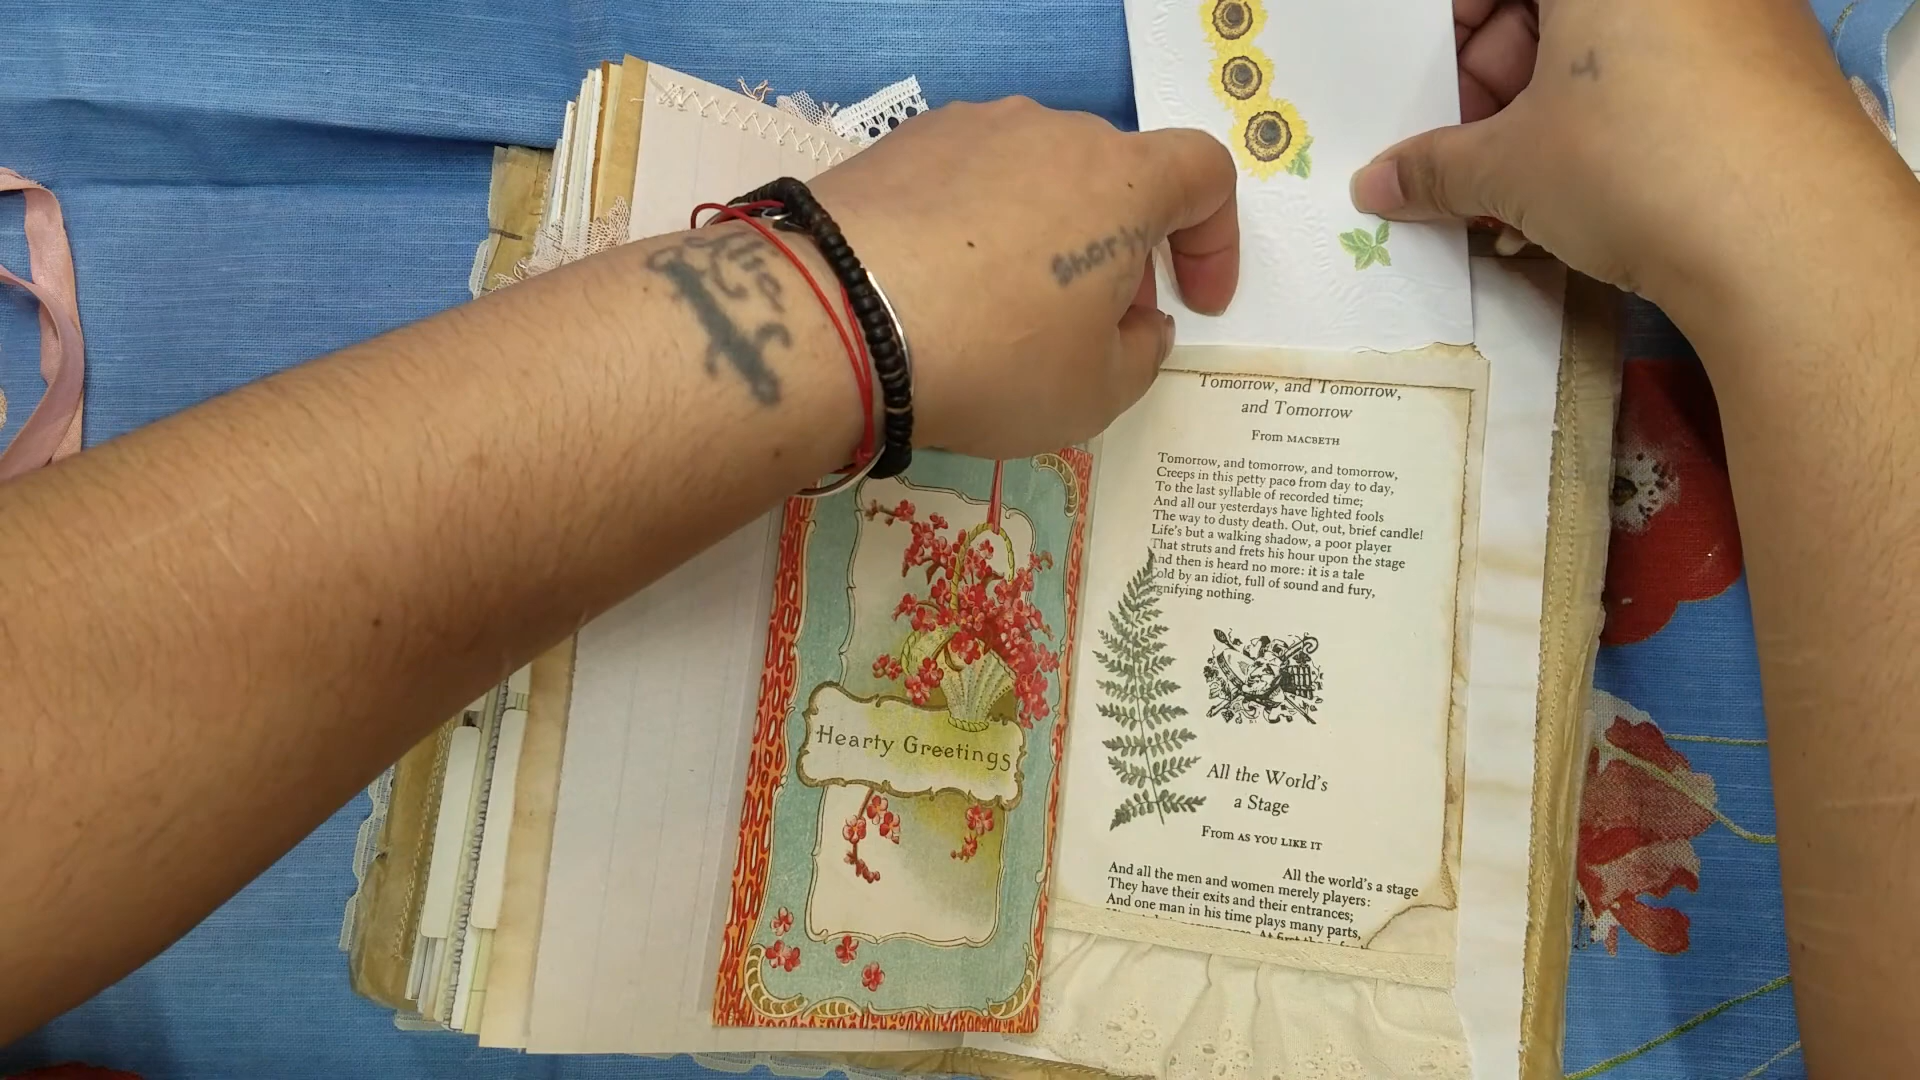 Shorty
Hearty Greetings
Tomorrow, and Tomorrow,
and Tomorrow
From MACBETH
Tomorrow, and tomorrow, and tomorrow,
Creeps in this petty pace from day to day,
To the last syllable of recorded time;
And all our yesterdays have lighted fools
The way to dusty death. Out, out, brief candle!
Life's but a walking shadow, a poor player
That struts and frets his hour upon the stage
And then is heard no more: it is a tale
Told by an idiot, full of sound and fury,
gnifying nothing.
All the World's
a Stage
From AS YOU LIKE IT
All the world's a stage
And all the men and women merely players:
They have their exits and their entrances;
And one man in his time plays many parts,
At first the